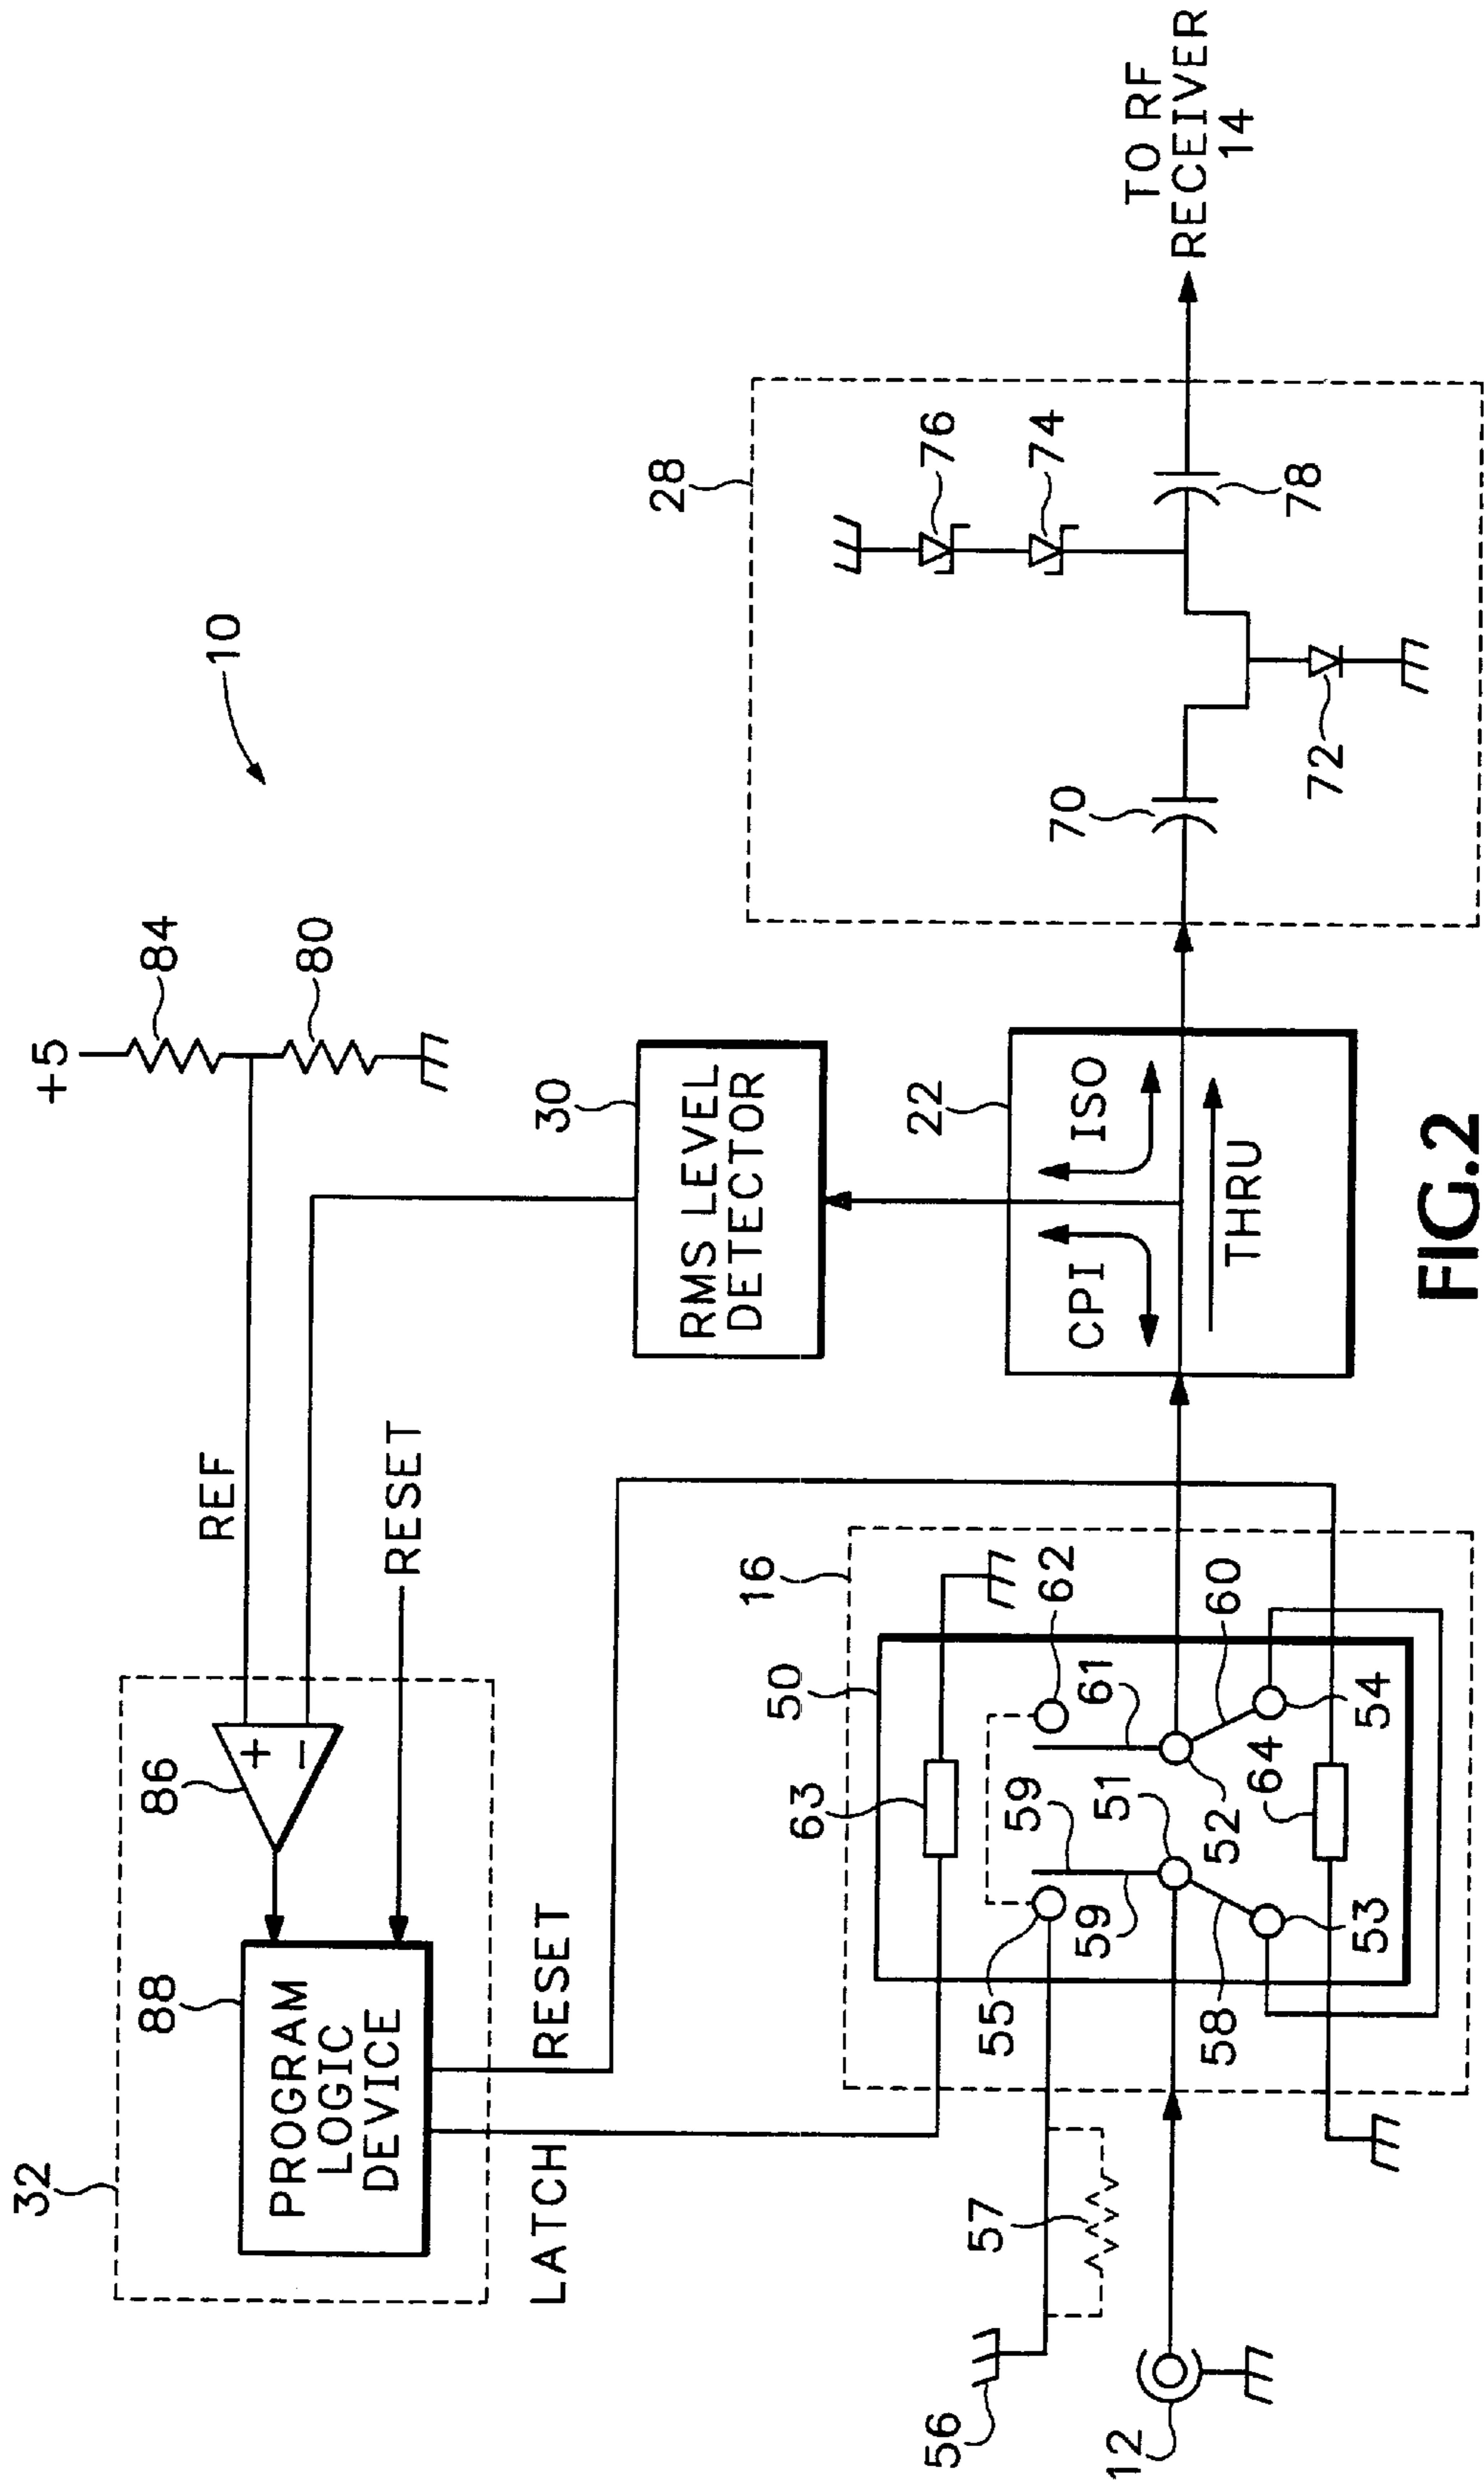 10
+5
84
80
REF
RESET
32
88
86
+
−
PROGRAM
LOGIC
DEVICE
LATCH
RESET
30
RMS LEVEL
DETECTOR
22
CPI
ISO
THRU
28
76
74
70
72
78
TO RF
RECEIVER
14
16
50
63
62
61
59
59
51
52
60
55
58
53
64
54
56
57
12
FIG.2